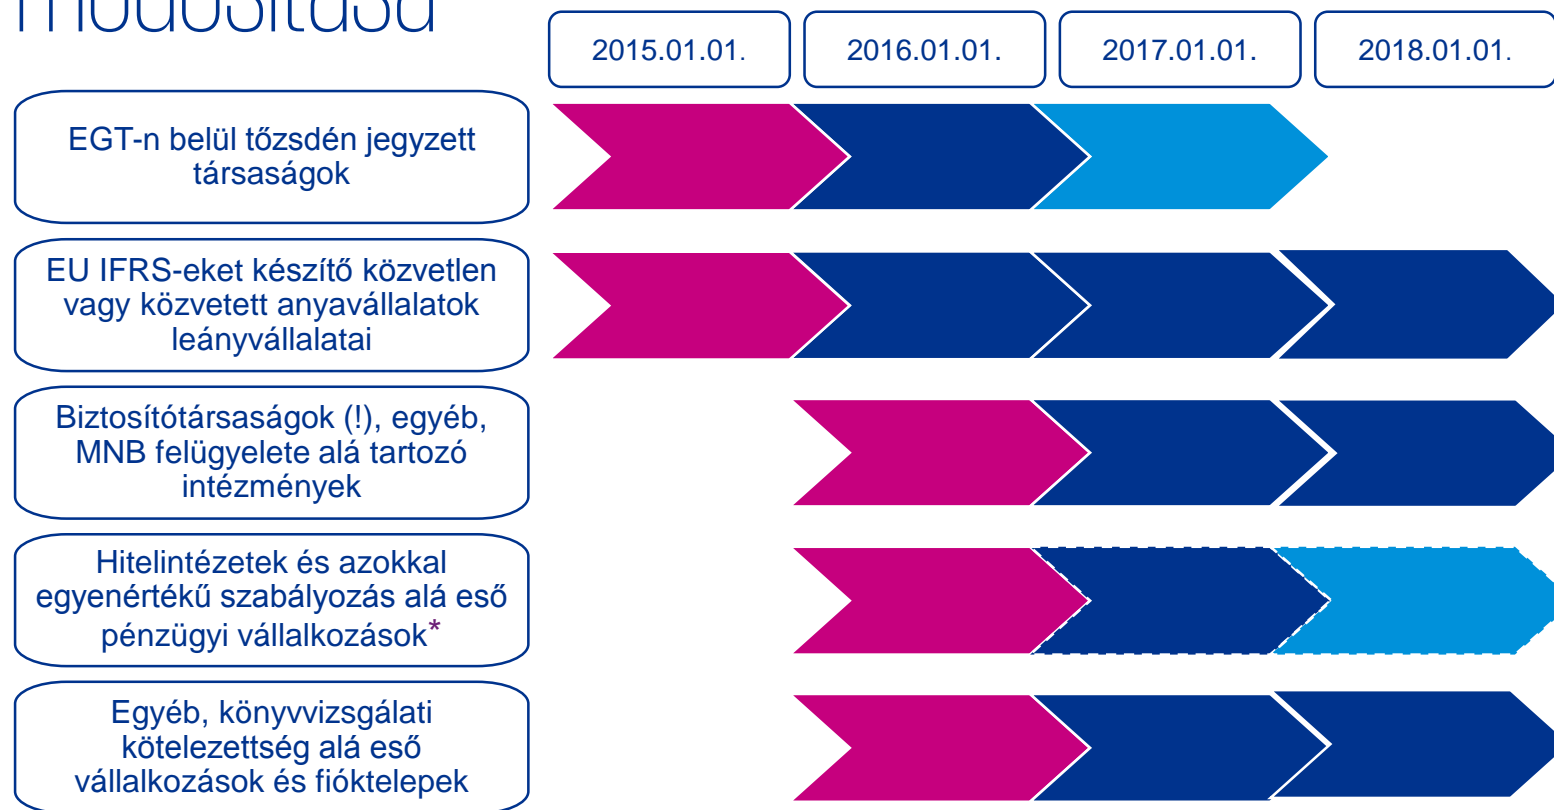 módosítása
2015.01.01.
2016.01.01.
2017.01.01.
2018.01.01.
EGT-n belül tőzsdén jegyzett
társaságok
EU IFRS-eket készítő közvetlen
vagy közvetett anyavállalatok
leányvállalatai
Biztosítótársaságok (!), egyéb,
MNB felügyelete alá tartozó
intézmények
Hitelintézetek és azokkal
egyenértékű szabályozás alá eső
pénzügyi vállalkozások*
Egyéb, könyvvizsgálati
kötelezettség alá eső
vállalkozások és fióktelepek